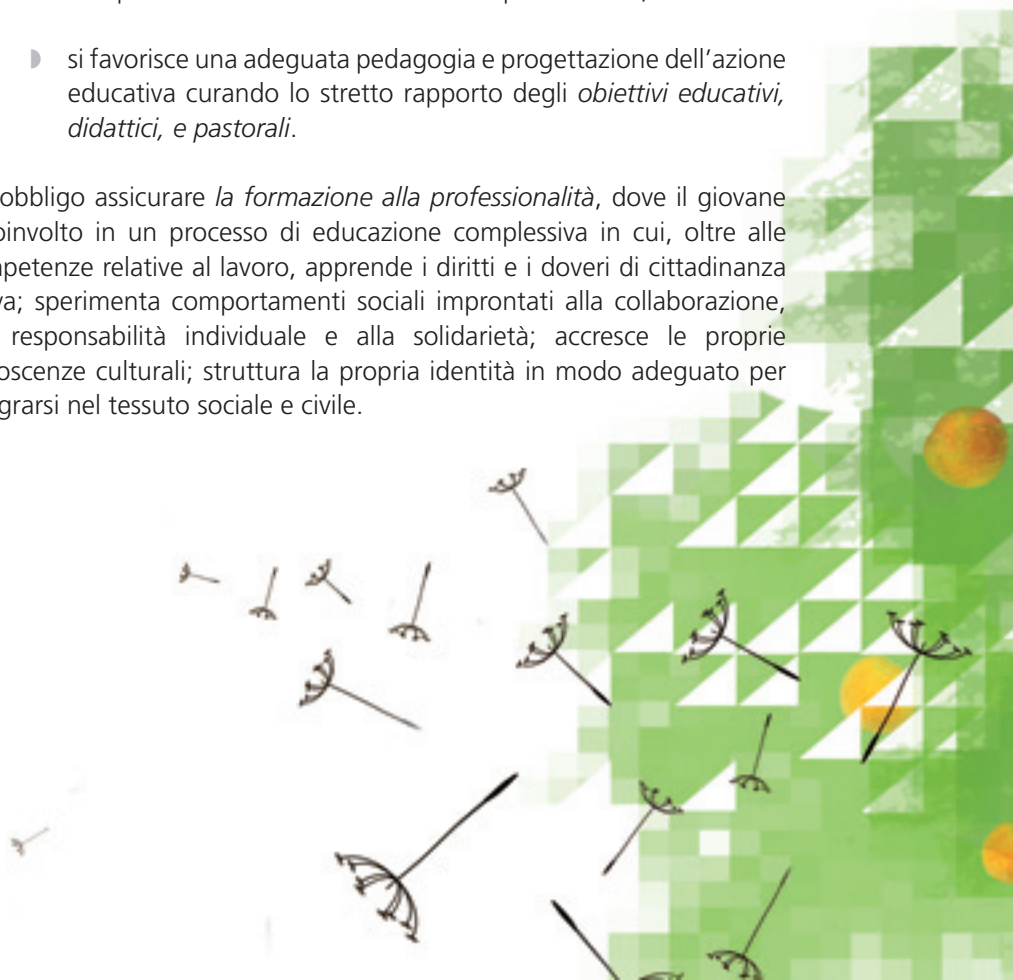 si favorisce una adeguata pedagogia e progettazione dell'azione
educativa curando lo stretto rapporto degli obiettivi educativi,
didattici, e pastorali.
obbligo assicurare la formazione alla professionalità, dove il giovane
oinvolto in un processo di educazione complessiva in cui, oltre alle
petenze relative al lavoro, apprende i diritti e i doveri di cittadinanza
va; sperimenta comportamenti sociali improntati alla collaborazione,
responsabilità individuale e alla solidarietà; accresce le proprie
oscenze culturali; struttura la propria identità in modo adeguato per
grarsi nel tessuto sociale e civile.